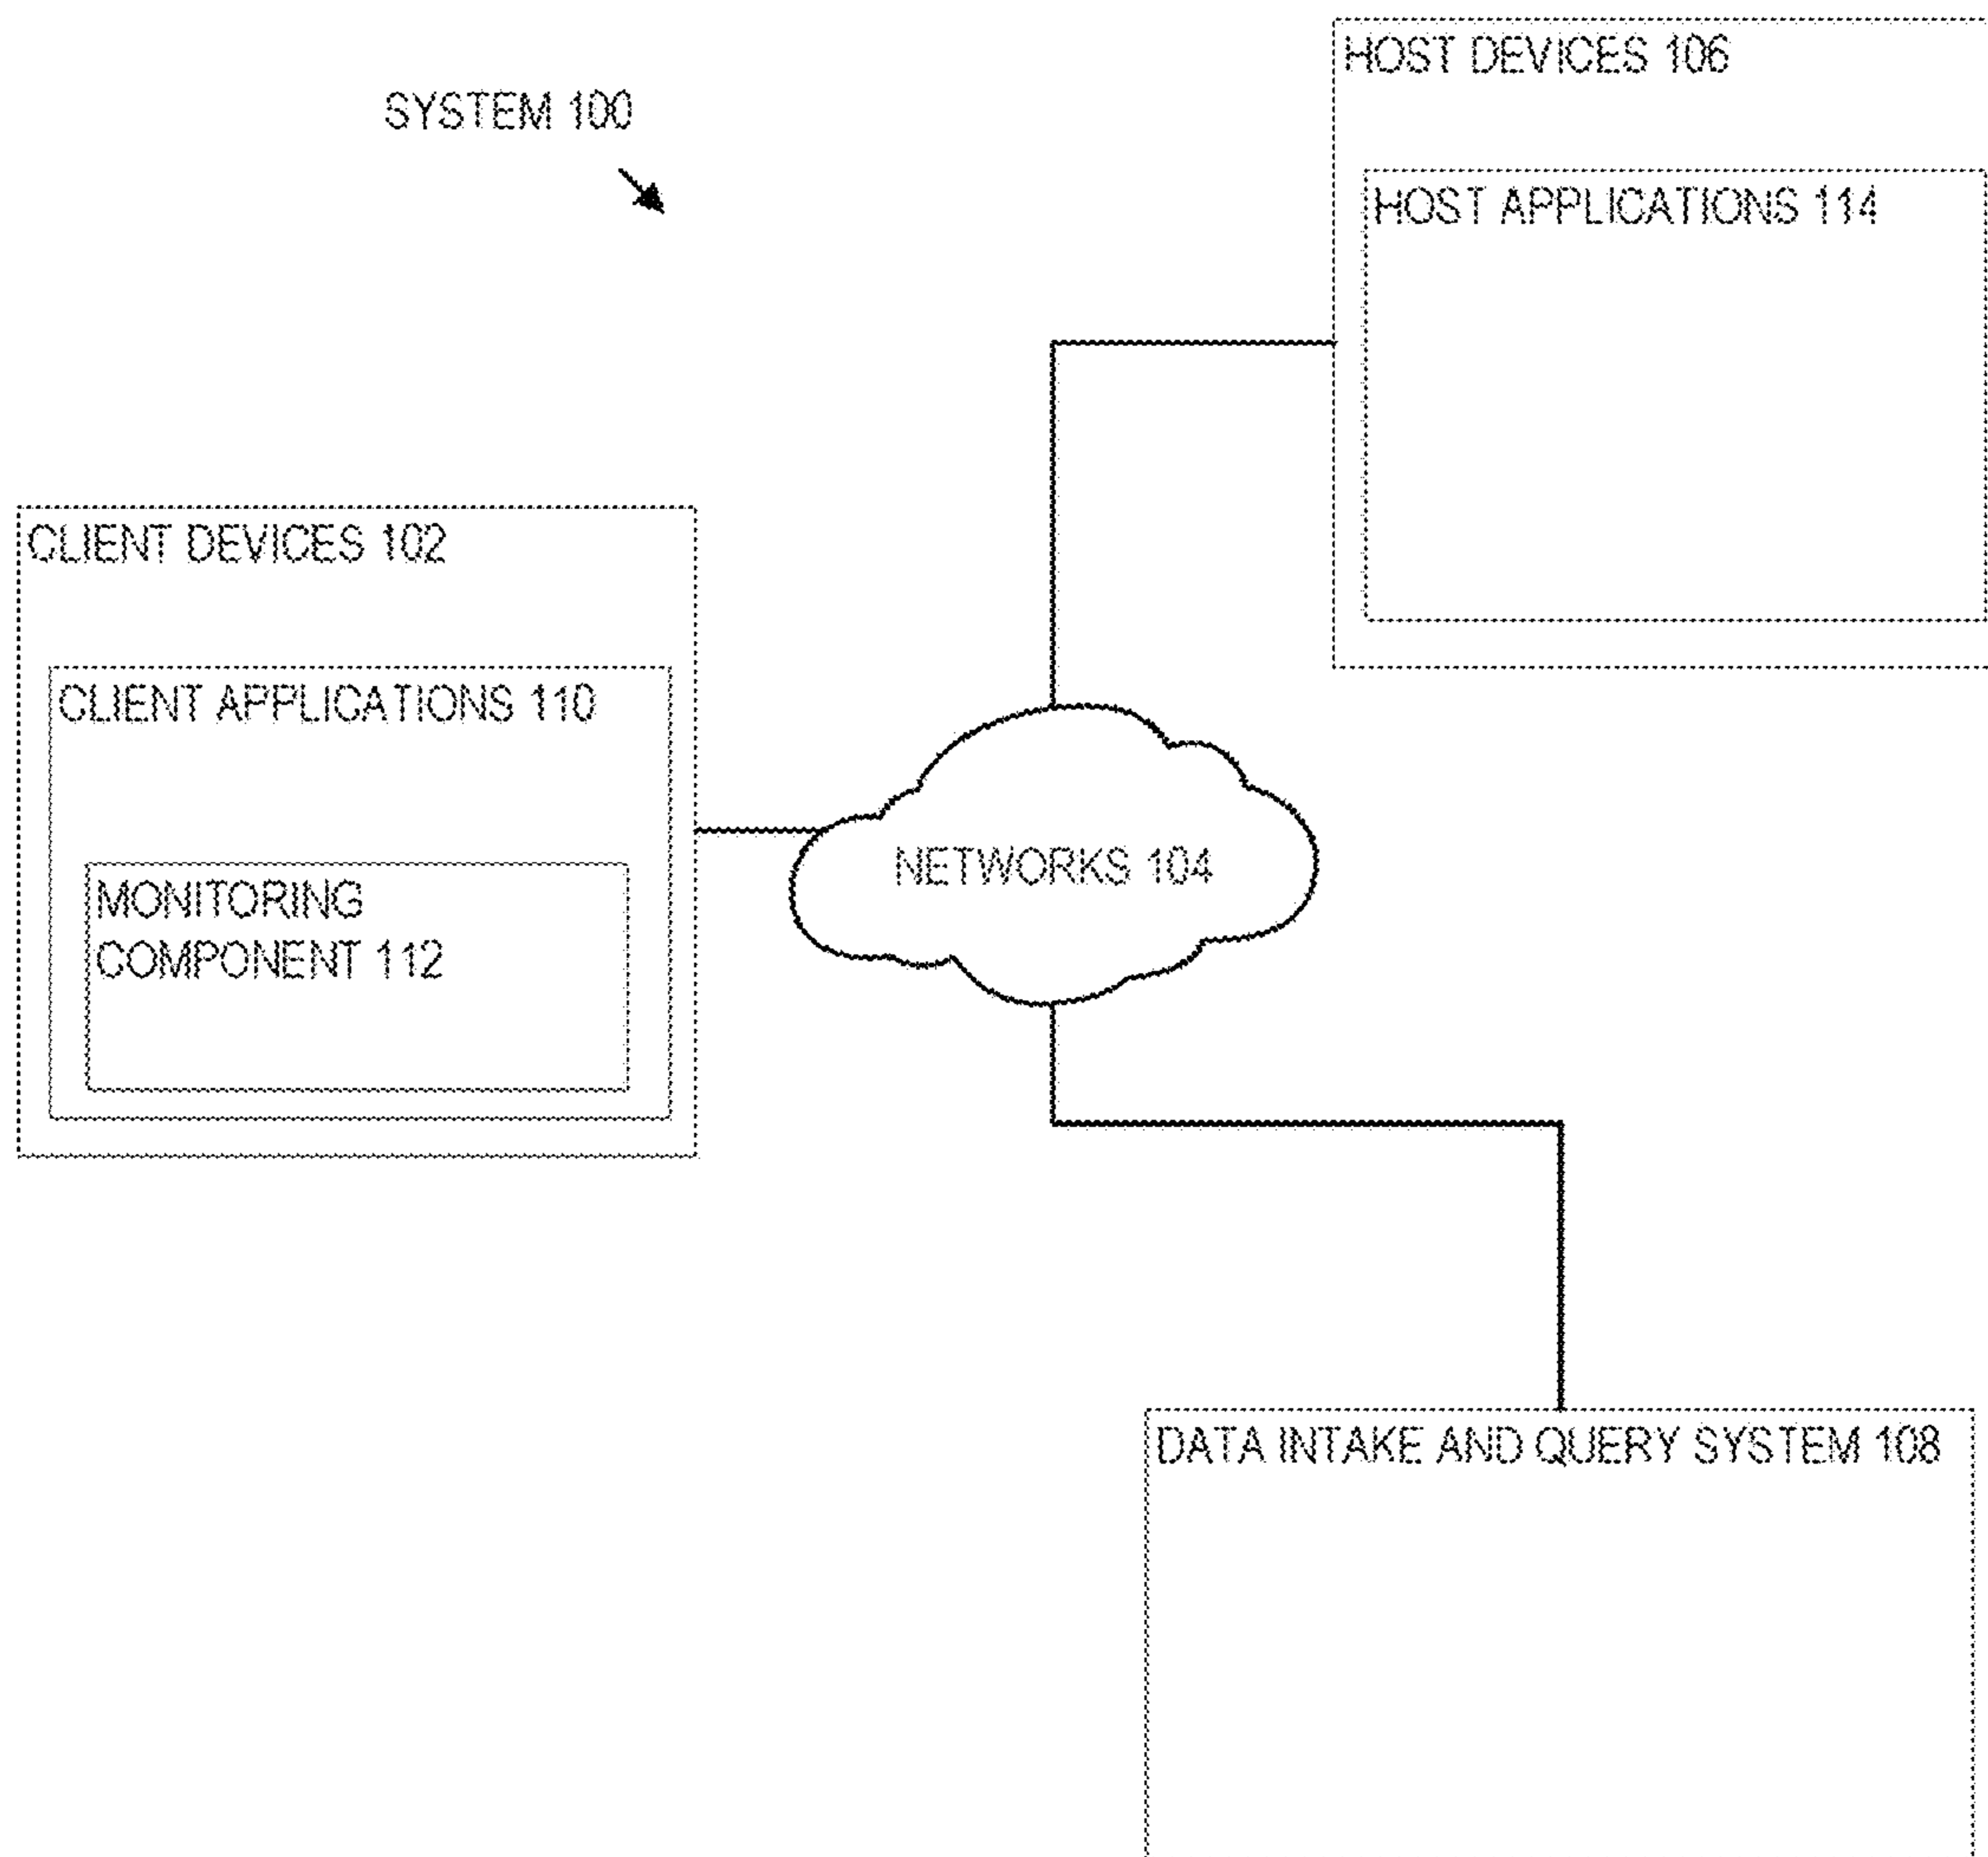 SYSTEM 100
HOST DEVICES 106
HOST APPLICATIONS 114
CLIENT DEVICES 102
CLIENT APPLICATIONS 110
MONITORING
COMPONENT 112
NETWORKS 104
DATA INTAKE AND QUERY SYSTEM 108